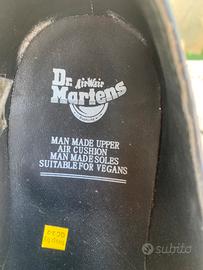 Dr. AirWair
Martens
MAN MADE UPPER
AIR CUSHION
MAN MADE SOLES
SUITABLE FOR VEGANS
subito